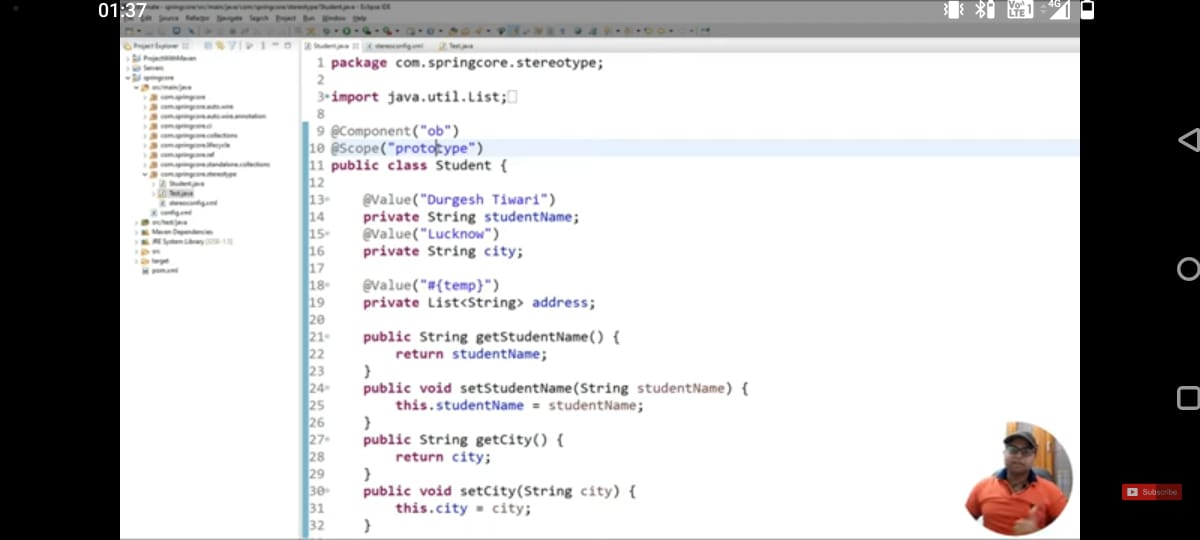 01:37
Vo)) LTE 1
4G
springcore/src/main/java/com/springcore/stereotype/Student.java - Eclipse IDE
Edit Source Refactor Navigate Search Project Run Window Help
Project Explorer
Student.java stereoconfig.xml Test.java
ProjectWithMaven
Servers
springcore
src/main/java
com.springcore
com.springcore.auto.wire
com.springcore.auto.wire.annotation
com.springcore.ci
com.springcore.collections
com.springcore.lifecycle
com.springcore.ref
com.springcore.standalone.collections
com.springcore.stereotype
Student.java
Test.java
stereoconfig.xml
config.xml
src/test/java
Maven Dependencies
JRE System Library [J2SE-1.5]
src
target
pom.xml
1 package com.springcore.stereotype;
2
3 import java.util.List;
8
9 @Component("ob")
10 @Scope("prototype")
11 public class Student {
12
13 @Value("Durgesh Tiwari")
14 private String studentName;
15 @Value("Lucknow")
16 private String city;
17
18 @Value("#{temp}")
19 private List<String> address;
20
21 public String getStudentName() {
22 return studentName;
23 }
24 public void setStudentName(String studentName) {
25 this.studentName = studentName;
26 }
27 public String getCity() {
28 return city;
29 }
30 public void setCity(String city) {
31 this.city = city;
32 }
Subscribe